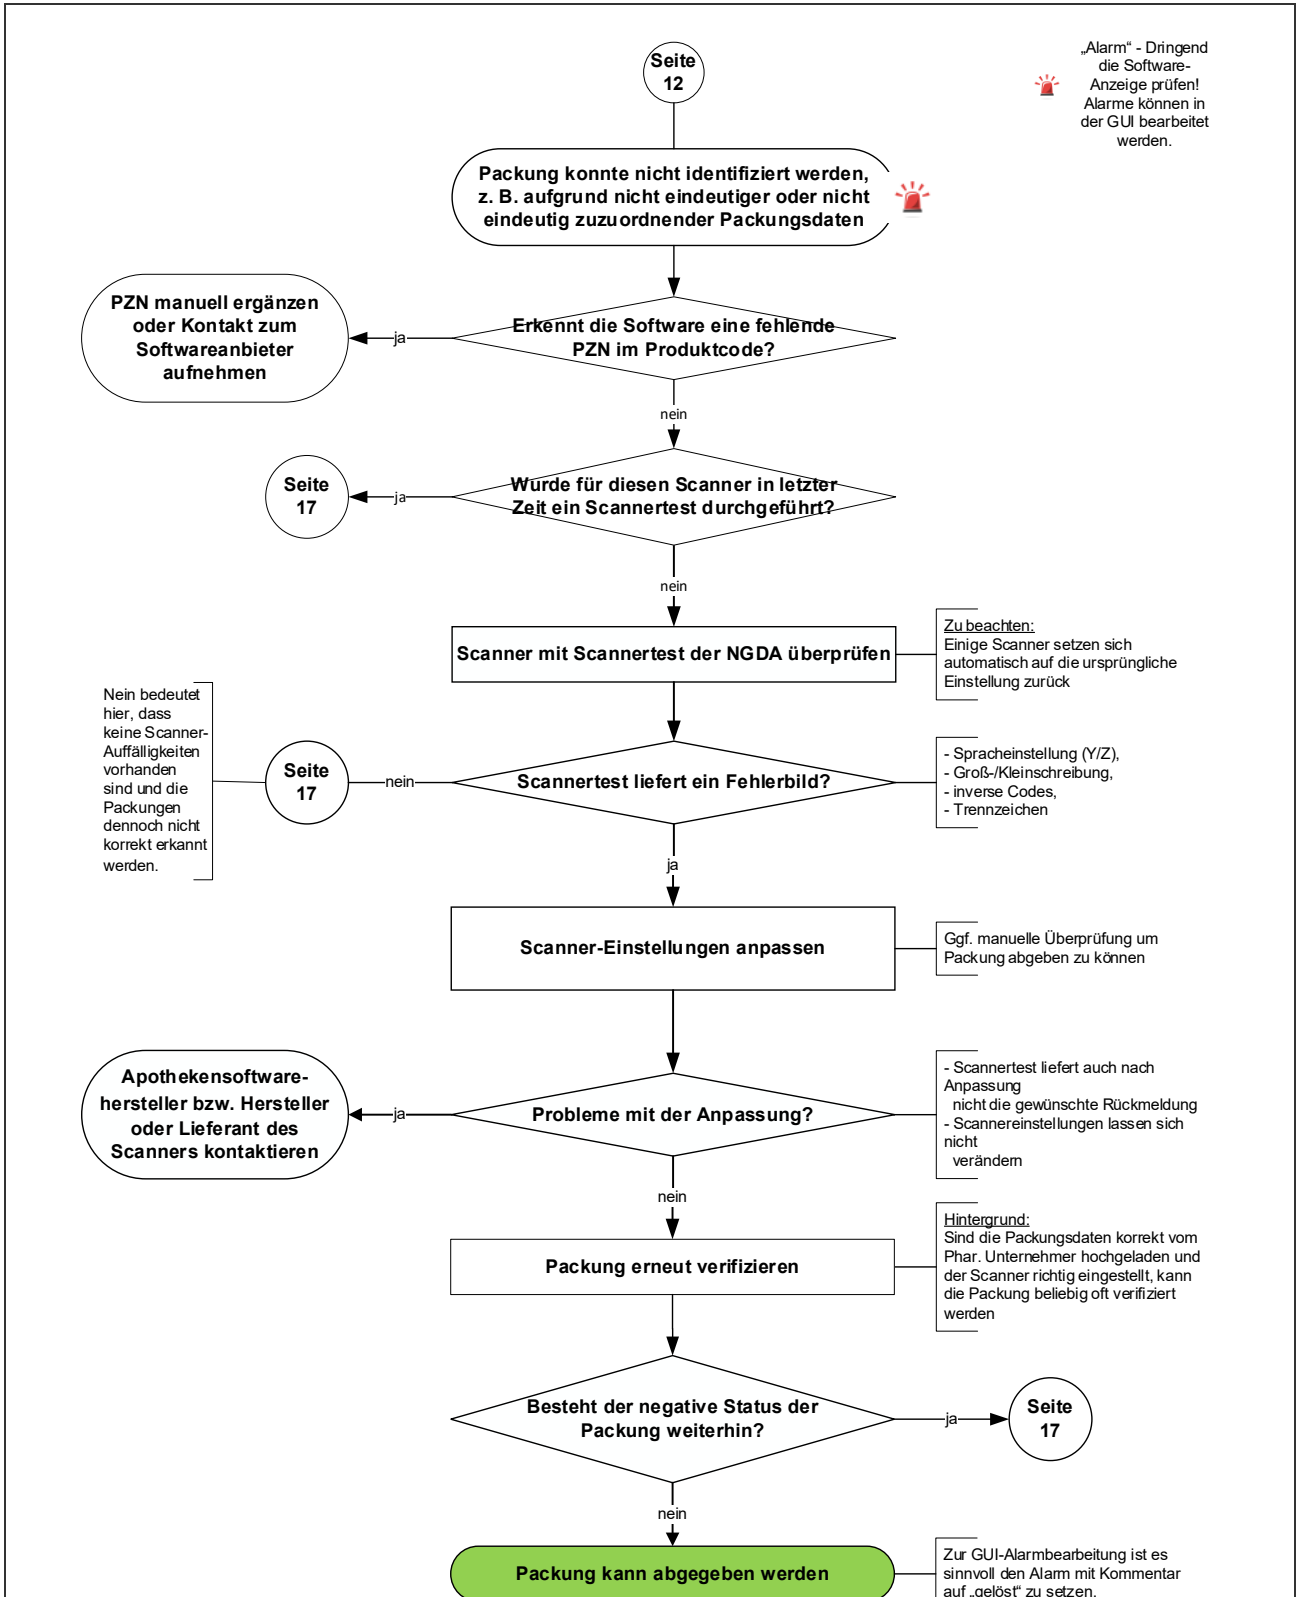 Seite
12
„Alarm“ - Dringend
die Software-
Anzeige prüfen!
Alarme können in
der GUI bearbeitet
werden.
Packung konnte nicht identifiziert werden,
z. B. aufgrund nicht eindeutiger oder nicht
eindeutig zuzuordnender Packungsdaten
PZN manuell ergänzen
oder Kontakt zum
Softwareanbieter
aufnehmen
ja
Erkennt die Software eine fehlende
PZN im Produktcode?
nein
Seite
17
ja
Wurde für diesen Scanner in letzter
Zeit ein Scannertest durchgeführt?
nein
Scanner mit Scannertest der NGDA überprüfen
Zu beachten:
Einige Scanner setzen sich
automatisch auf die ursprüngliche
Einstellung zurück
Nein bedeutet
hier, dass
keine Scanner-
Auffälligkeiten
vorhanden
sind und die
Packungen
dennoch nicht
korrekt erkannt
werden.
Seite
17
nein
Scannertest liefert ein Fehlerbild?
- Spracheinstellung (Y/Z),
- Groß-/Kleinschreibung,
- inverse Codes,
- Trennzeichen
ja
Scanner-Einstellungen anpassen
Ggf. manuelle Überprüfung um
Packung abgeben zu können
Apothekensoftware-
hersteller bzw. Hersteller
oder Lieferant des
Scanners kontaktieren
ja
Probleme mit der Anpassung?
- Scannertest liefert auch nach
Anpassung
nicht die gewünschte Rückmeldung
- Scannereinstellungen lassen sich
nicht
verändern
nein
Packung erneut verifizieren
Hintergrund:
Sind die Packungsdaten korrekt vom
Phar. Unternehmer hochgeladen und
der Scanner richtig eingestellt, kann
die Packung beliebig oft verifiziert
werden
Besteht der negative Status der
Packung weiterhin?
ja
Seite
17
nein
Packung kann abgegeben werden
Zur GUI-Alarmbearbeitung ist es
sinnvoll den Alarm mit Kommentar
auf „gelöst“ zu setzen.